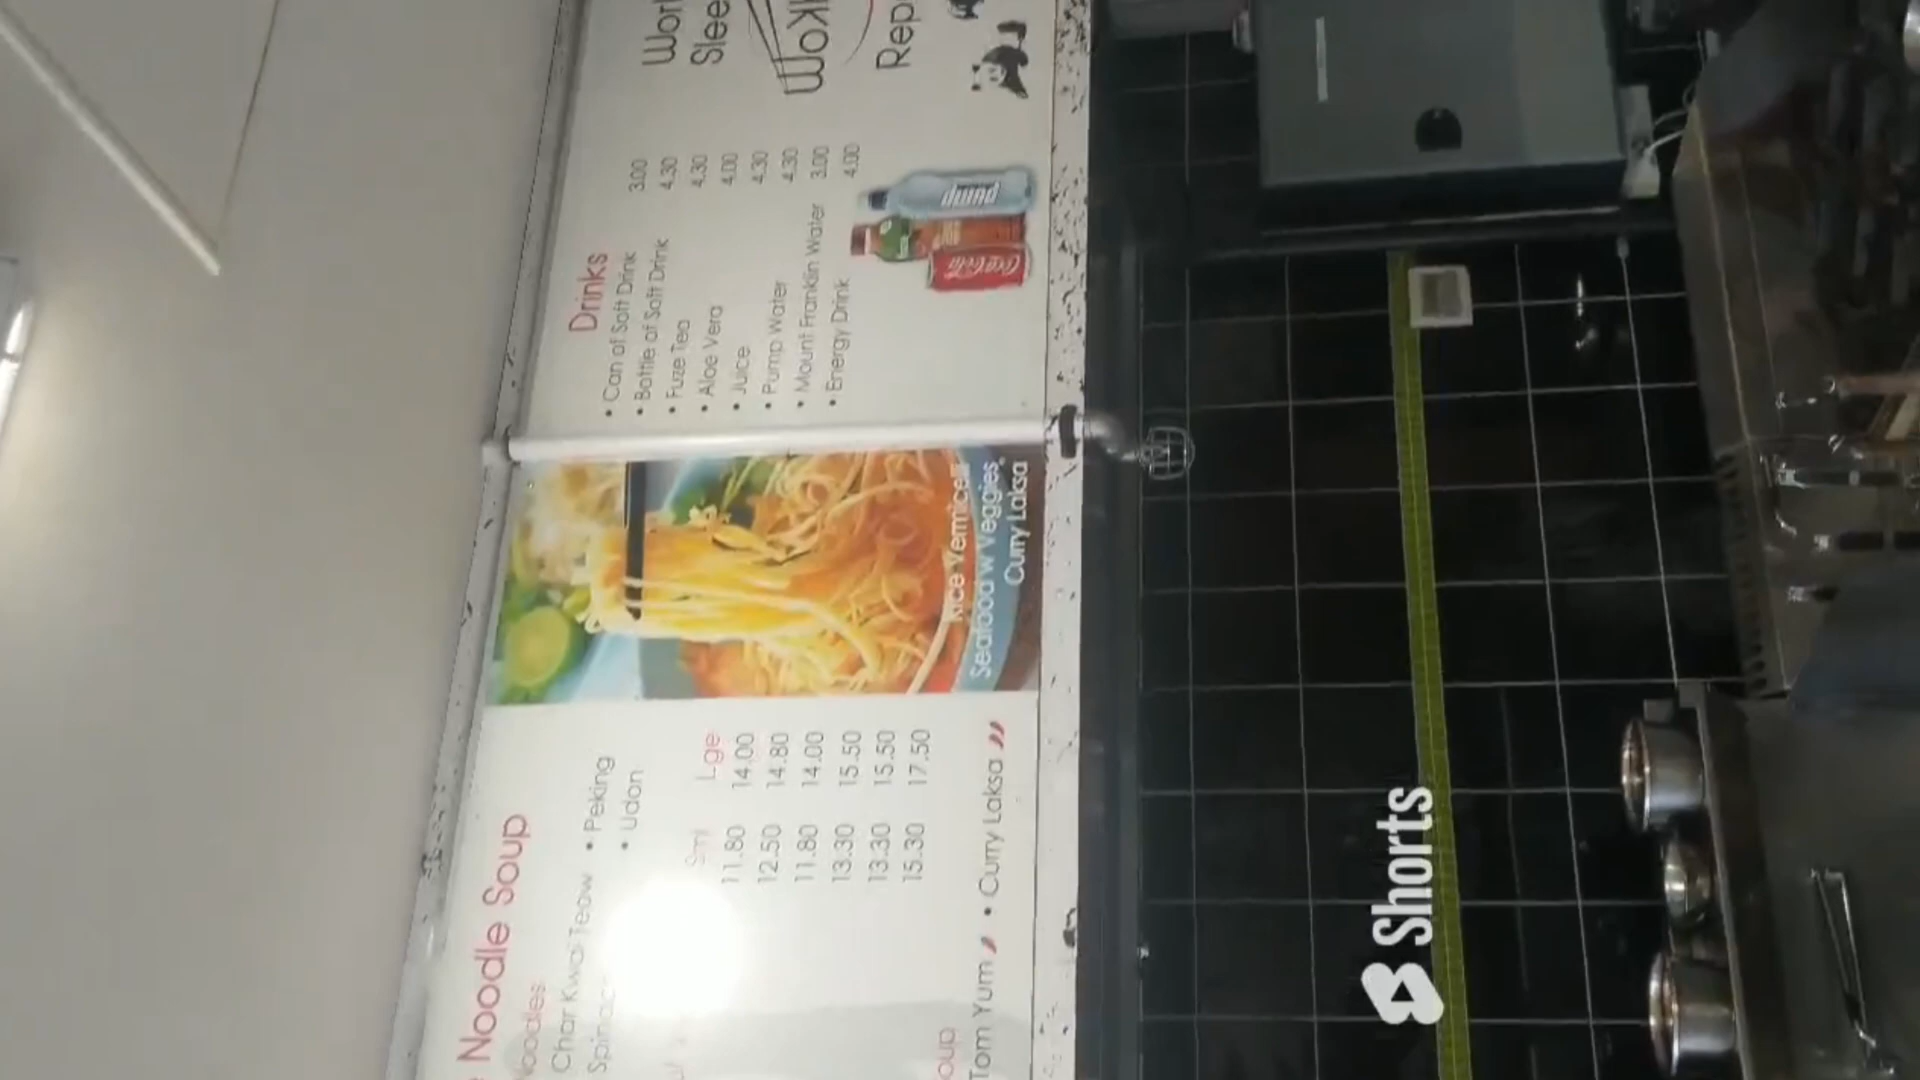 Noodle Soup
Noodles
Char Kwai Teaw • Peking
• Udon
Sml Lge
11.80 14.00
12.50 14.80
11.80 14.00
13.30 15.50
13.30 15.50
15.30 17.50
Tom Yum • Curry Laksa
Rice Vermicelli
Seafood w Veggies
Curry Laksa
Drinks
• Can of Soft Drink 3.00
• Bottle of Soft Drink 4.30
• Fuze Tea 4.30
• Aloe Vera 4.00
• Juice 4.30
• Pump Water 4.30
• Mount Franklin Water 3.00
• Energy Drink 4.00
pump
Coca-Cola
Shorts